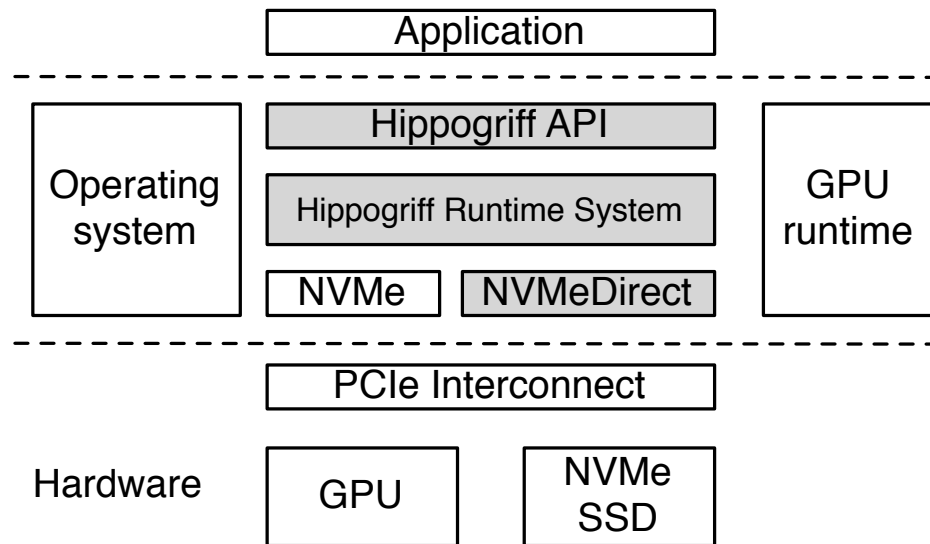 Application
Operating
system
Hippogriff API
Hippogriff Runtime System
NVMe
NVMeDirect
GPU
runtime
PCIe Interconnect
Hardware
GPU
NVMe
SSD